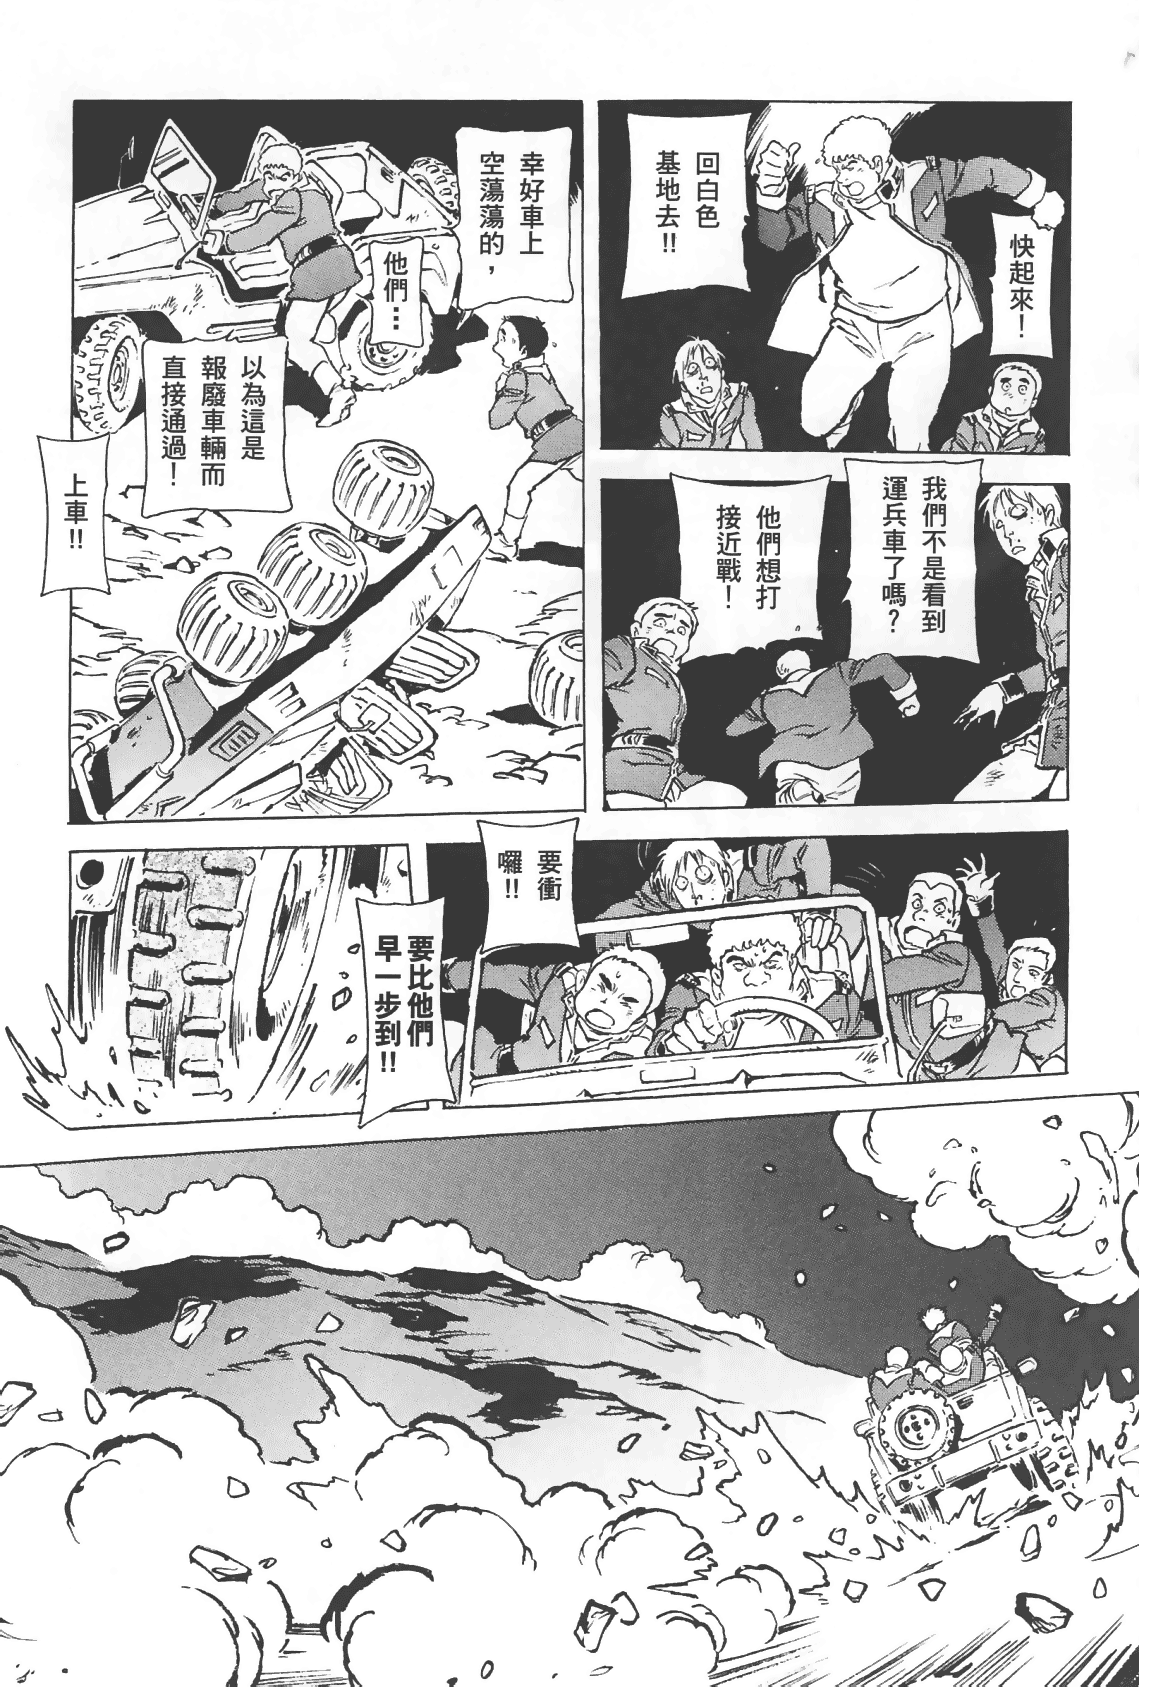 快起來！
回白色
基地去!!
我們不是看到
運兵車了嗎？
他們想打
接近戰！
幸好車上
空蕩蕩的，
他們…
以為這是
報廢車輛而
直接通過！
上車!!
要衝
囉!!
要比他們
早一步到!!